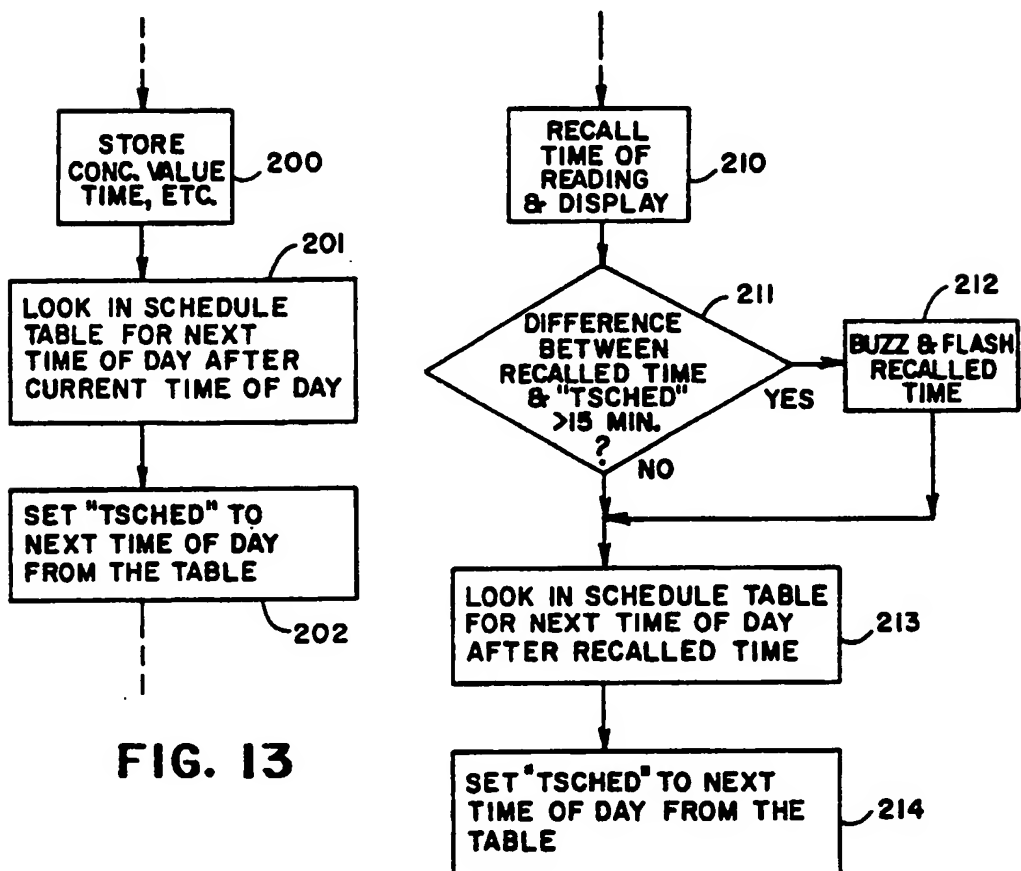 STORE
CONC. VALUE
TIME, ETC.
200
201
LOOK IN SCHEDULE
TABLE FOR NEXT
TIME OF DAY AFTER
CURRENT TIME OF DAY
SET "TSCHED" TO
NEXT TIME OF DAY
FROM THE TABLE
202
FIG. 13
RECALL
TIME OF
READING
& DISPLAY
210
211
DIFFERENCE
BETWEEN
RECALLED TIME
& "TSCHED"
>15 MIN.
?
YES
NO
212
BUZZ & FLASH
RECALLED
TIME
LOOK IN SCHEDULE TABLE
FOR NEXT TIME OF DAY
AFTER RECALLED TIME
213
SET "TSCHED" TO NEXT
TIME OF DAY FROM THE
TABLE
214